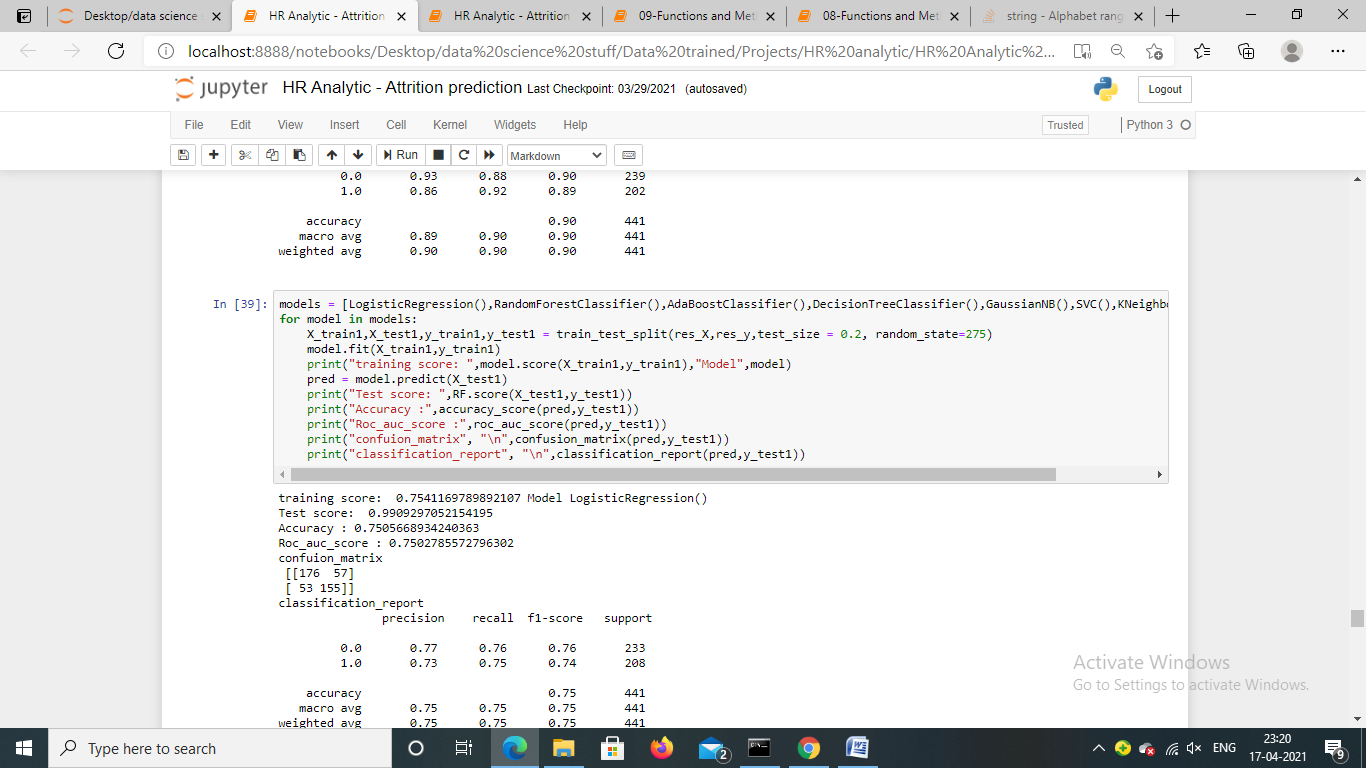 Desktop/data science
HR Analytic - Attrition
HR Analytic - Attrition
09-Functions and Met
08-Functions and Met
string - Alphabet rang
localhost:8888/notebooks/Desktop/data%20science%20stuff/Data%20trained/Projects/HR%20analytic/HR%20Analytic%2...
jupyter HR Analytic - Attrition prediction Last Checkpoint: 03/29/2021 (autosaved) Logout
File Edit View Insert Cell Kernel Widgets Help Trusted Python 3
Run Markdown
0.0 0.93 0.88 0.90 239
1.0 0.86 0.92 0.89 202
accuracy 0.90 441
macro avg 0.89 0.90 0.90 441
weighted avg 0.90 0.90 0.90 441
In [39]: models = [LogisticRegression(),RandomForestClassifier(),AdaBoostClassifier(),DecisionTreeClassifier(),GaussianNB(),SVC(),KNeighb
for model in models:
X_train1,X_test1,y_train1,y_test1 = train_test_split(res_X,res_y,test_size = 0.2, random_state=275)
model.fit(X_train1,y_train1)
print("training score: ",model.score(X_train1,y_train1),"Model",model)
pred = model.predict(X_test1)
print("Test score: ",RF.score(X_test1,y_test1))
print("Accuracy :",accuracy_score(pred,y_test1))
print("Roc_auc_score :",roc_auc_score(pred,y_test1))
print("confuion_matrix", "\n",confusion_matrix(pred,y_test1))
print("classification_report", "\n",classification_report(pred,y_test1))
training score: 0.7541169789892107 Model LogisticRegression()
Test score: 0.9909297052154195
Accuracy : 0.7505668934240363
Roc_auc_score : 0.7502785572796302
confuion_matrix
[[176 57]
[ 53 155]]
classification_report
precision recall f1-score support
0.0 0.77 0.76 0.76 233
1.0 0.73 0.75 0.74 208
accuracy 0.75 441
macro avg 0.75 0.75 0.75 441
weighted avg 0.75 0.75 0.75 441
Activate Windows
Go to Settings to activate Windows.
Type here to search
2
ENG
23:20
17-04-2021
9